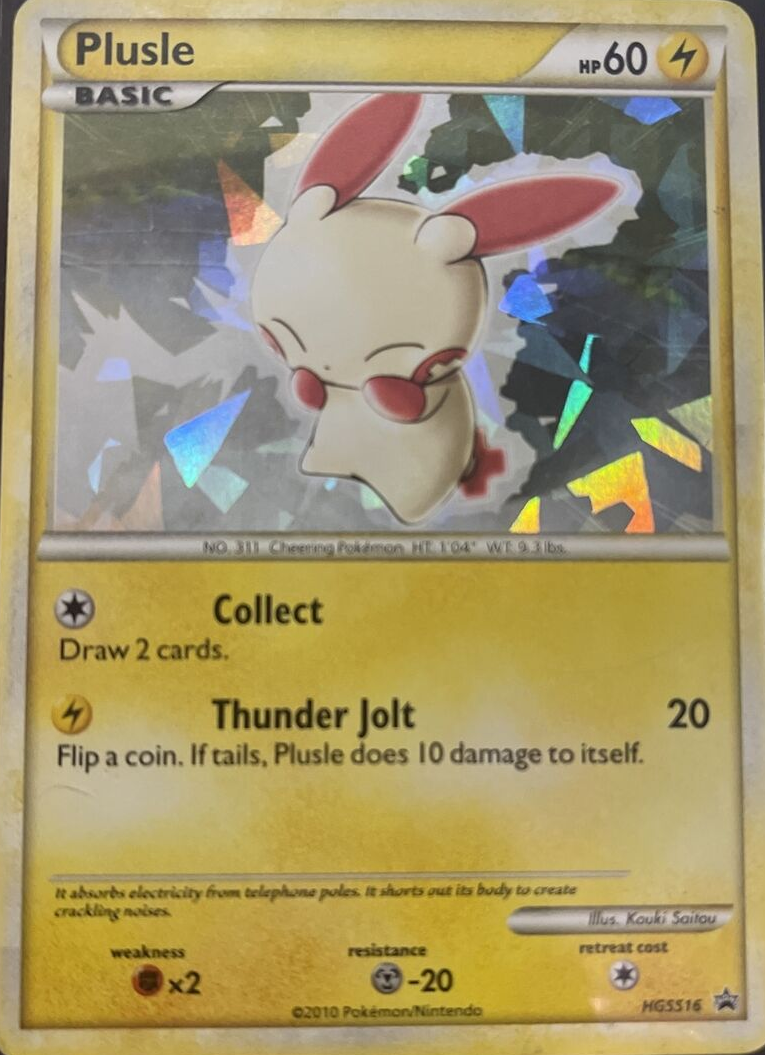 Plusle
HP60
BASIC
NO. 311 Cheering Pokémon HT: 1'04" WT: 9.3 lbs.
Collect
Draw 2 cards.
Thunder Jolt 20
Flip a coin. If tails, Plusle does 10 damage to itself.
It absorbs electricity from telephone poles. It shorts out its body to create
crackling noises.
Illus. Kouki Saitou
weakness resistance retreat cost
x2 -20
©2010 Pokémon/Nintendo HGSS16